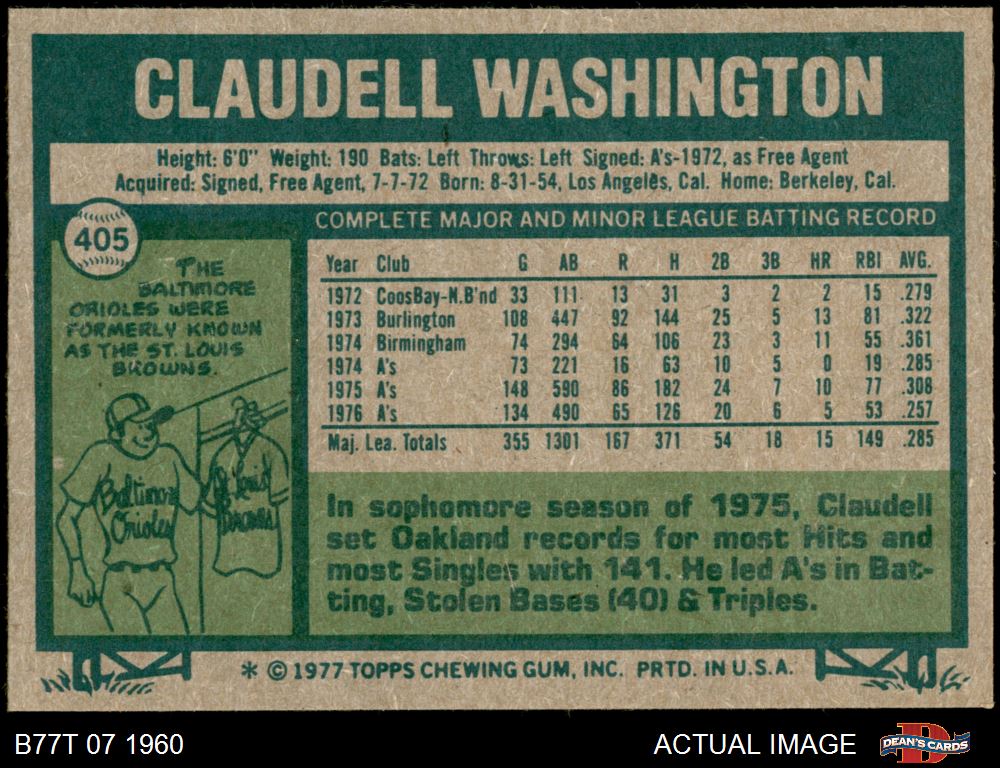 CLAUDELL WASHINGTON
Height: 6'0" Weight: 190 Bats: Left Throws: Left Signed: A's-1972, as Free Agent
Acquired: Signed, Free Agent, 7-7-72 Born: 8-31-54, Los Angeles, Cal. Home: Berkeley, Cal.
405
THE
BALTIMORE
ORIOLES WERE
FORMERLY KNOWN
AS THE ST. LOUIS
BROWNS.
Baltimore
Orioles
St. Louis
Browns
COMPLETE MAJOR AND MINOR LEAGUE BATTING RECORD
Year Club G AB R H 2B 3B HR RBI AVG.
1972 CoosBay-N.B'nd 33 111 13 31 3 2 2 15 .279
1973 Burlington 108 447 92 144 25 5 13 81 .322
1974 Birmingham 74 294 64 106 23 3 11 55 .361
1974 A's 73 221 16 63 10 5 0 19 .285
1975 A's 148 590 86 182 24 7 10 77 .308
1976 A's 134 490 65 126 20 6 5 53 .257
Maj. Lea. Totals 355 1301 167 371 54 18 15 149 .285
In sophomore season of 1975, Claudell
set Oakland records for most Hits and
most Singles with 141. He led A's in Bat-
ting, Stolen Bases (40) & Triples.
* © 1977 TOPPS CHEWING GUM, INC. PRTD. IN U.S.A.
B77T 07 1960
ACTUAL IMAGE
D
DEAN'S CARDS